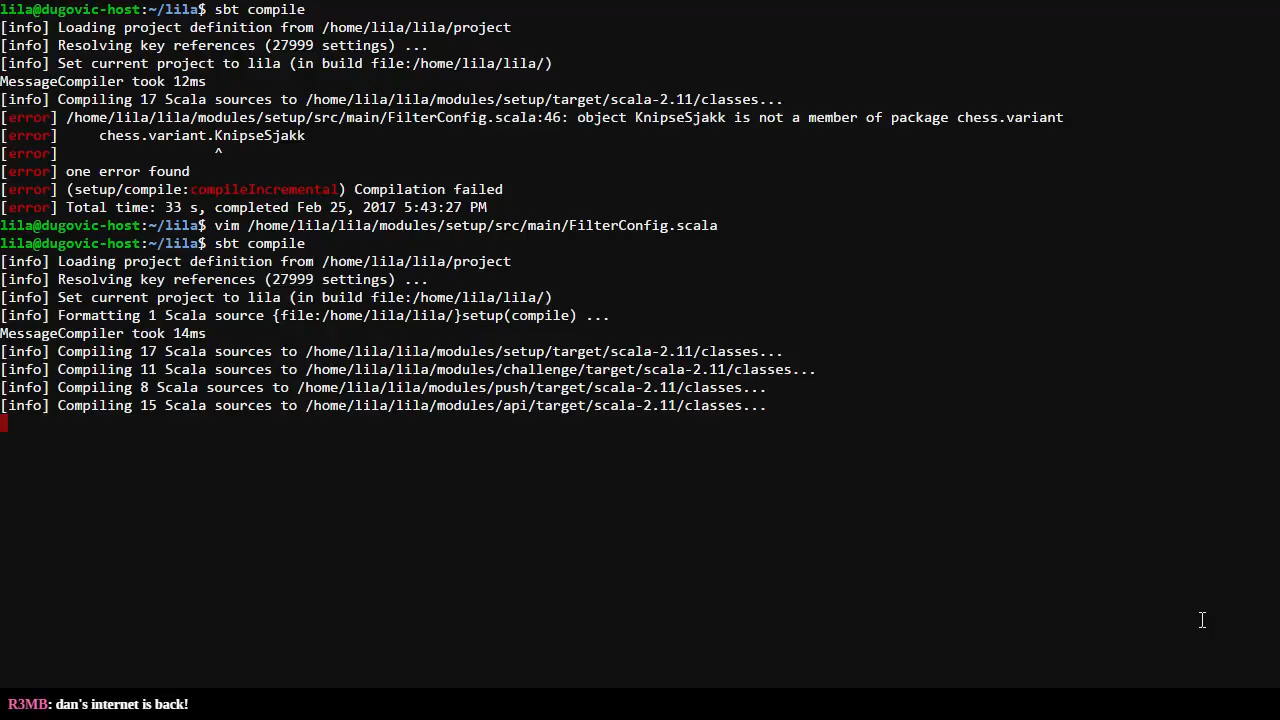 lila@dugovic-host:~/lila$ sbt compile
[info] Loading project definition from /home/lila/lila/project
[info] Resolving key references (27999 settings) ...
[info] Set current project to lila (in build file:/home/lila/lila/)
MessageCompiler took 12ms
[info] Compiling 17 Scala sources to /home/lila/lila/modules/setup/target/scala-2.11/classes...
[error] /home/lila/lila/modules/setup/src/main/FilterConfig.scala:46: object KnipseSjakk is not a member of package chess.variant
[error]     chess.variant.KnipseSjakk
[error]                   ^
[error] one error found
[error] (setup/compile:compileIncremental) Compilation failed
[error] Total time: 33 s, completed Feb 25, 2017 5:43:27 PM
lila@dugovic-host:~/lila$ vim /home/lila/lila/modules/setup/src/main/FilterConfig.scala
lila@dugovic-host:~/lila$ sbt compile
[info] Loading project definition from /home/lila/lila/project
[info] Resolving key references (27999 settings) ...
[info] Set current project to lila (in build file:/home/lila/lila/)
[info] Formatting 1 Scala source {file:/home/lila/lila/}setup(compile) ...
MessageCompiler took 14ms
[info] Compiling 17 Scala sources to /home/lila/lila/modules/setup/target/scala-2.11/classes...
[info] Compiling 11 Scala sources to /home/lila/lila/modules/challenge/target/scala-2.11/classes...
[info] Compiling 8 Scala sources to /home/lila/lila/modules/push/target/scala-2.11/classes...
[info] Compiling 15 Scala sources to /home/lila/lila/modules/api/target/scala-2.11/classes...
R3MB: dan's internet is back!